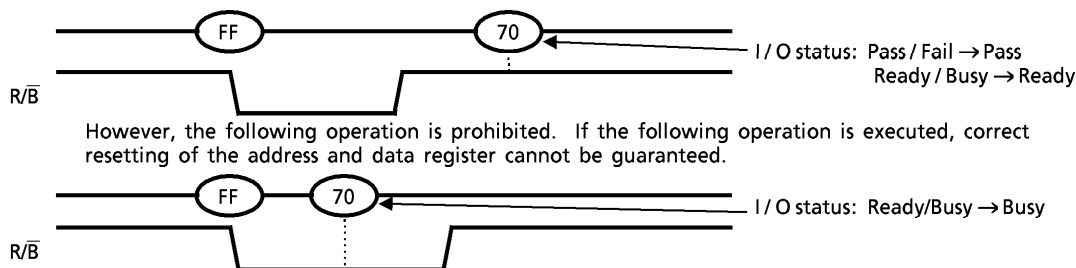 FF
70
I / O status: Pass / Fail → Pass
Ready / Busy → Ready
R/B̅
However, the following operation is prohibited. If the following operation is executed, correct
resetting of the address and data register cannot be guaranteed.
FF
70
I / O status: Ready/Busy → Busy
R/B̅